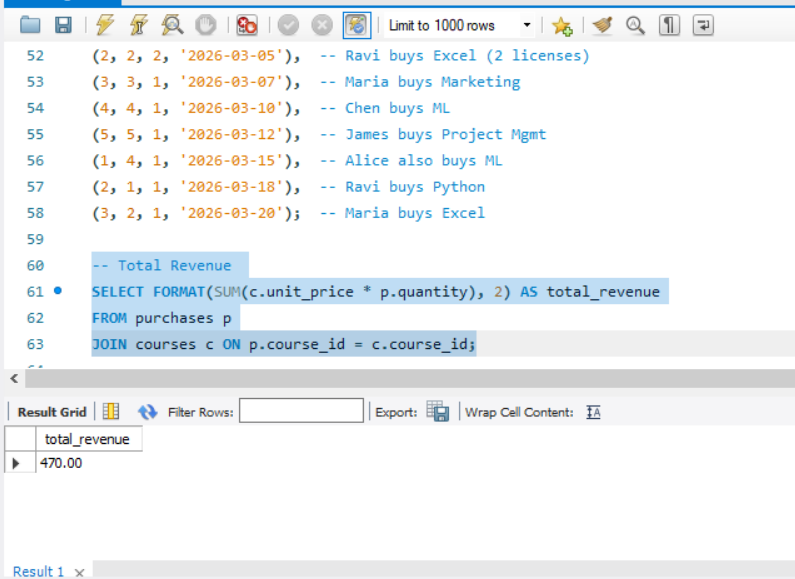 Limit to 1000 rows
52 (2, 2, 2, '2026-03-05'), -- Ravi buys Excel (2 licenses)
53 (3, 3, 1, '2026-03-07'), -- Maria buys Marketing
54 (4, 4, 1, '2026-03-10'), -- Chen buys ML
55 (5, 5, 1, '2026-03-12'), -- James buys Project Mgmt
56 (1, 4, 1, '2026-03-15'), -- Alice also buys ML
57 (2, 1, 1, '2026-03-18'), -- Ravi buys Python
58 (3, 2, 1, '2026-03-20'); -- Maria buys Excel
59
60 -- Total Revenue
61 SELECT FORMAT(SUM(c.unit_price * p.quantity), 2) AS total_revenue
62 FROM purchases p
63 JOIN courses c ON p.course_id = c.course_id;
Result Grid Filter Rows: Export: Wrap Cell Content:
total_revenue
470.00
Result 1